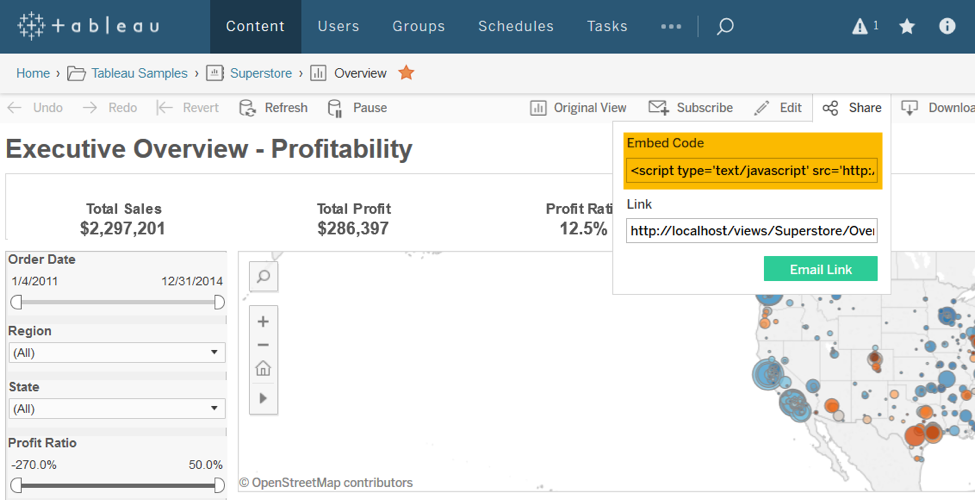 tableau Content Users Groups Schedules Tasks 1
Home › Tableau Samples › Superstore › Overview
Undo Redo Revert Refresh Pause Original View Subscribe Edit Share Downloa
Executive Overview - Profitability
Embed Code
<script type='text/javascript' src='http:/
Link
http://localhost/views/Superstore/Over
Email Link
Total Sales Total Profit Profit Rati
$2,297,201 $286,397 12.5%
Order Date
1/4/2011 12/31/2014
Region
(All)
State
(All)
Profit Ratio
-270.0% 50.0%
© OpenStreetMap contributors